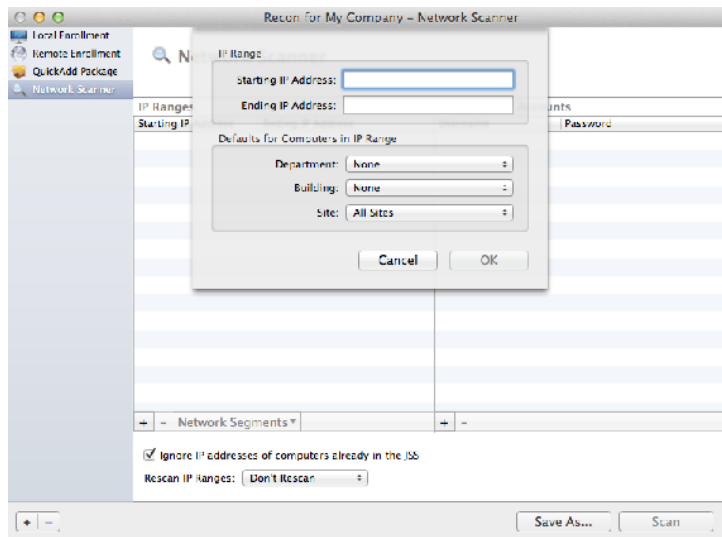 Recon for My Company – Network Scanner
Local Enrollment
Remote Enrollment
QuickAdd Package
Network Scanner
IP Range
Starting IP Address:
Ending IP Address:
Defaults for Computers in IP Range
Department: None
Building: None
Site: All Sites
Cancel OK
IP Ranges
Starting IP
Password
+ – Network Segments
+ –
Ignore IP addresses of computers already in the JSS
Rescan IP Ranges: Don't Rescan
+ – Save As... Scan